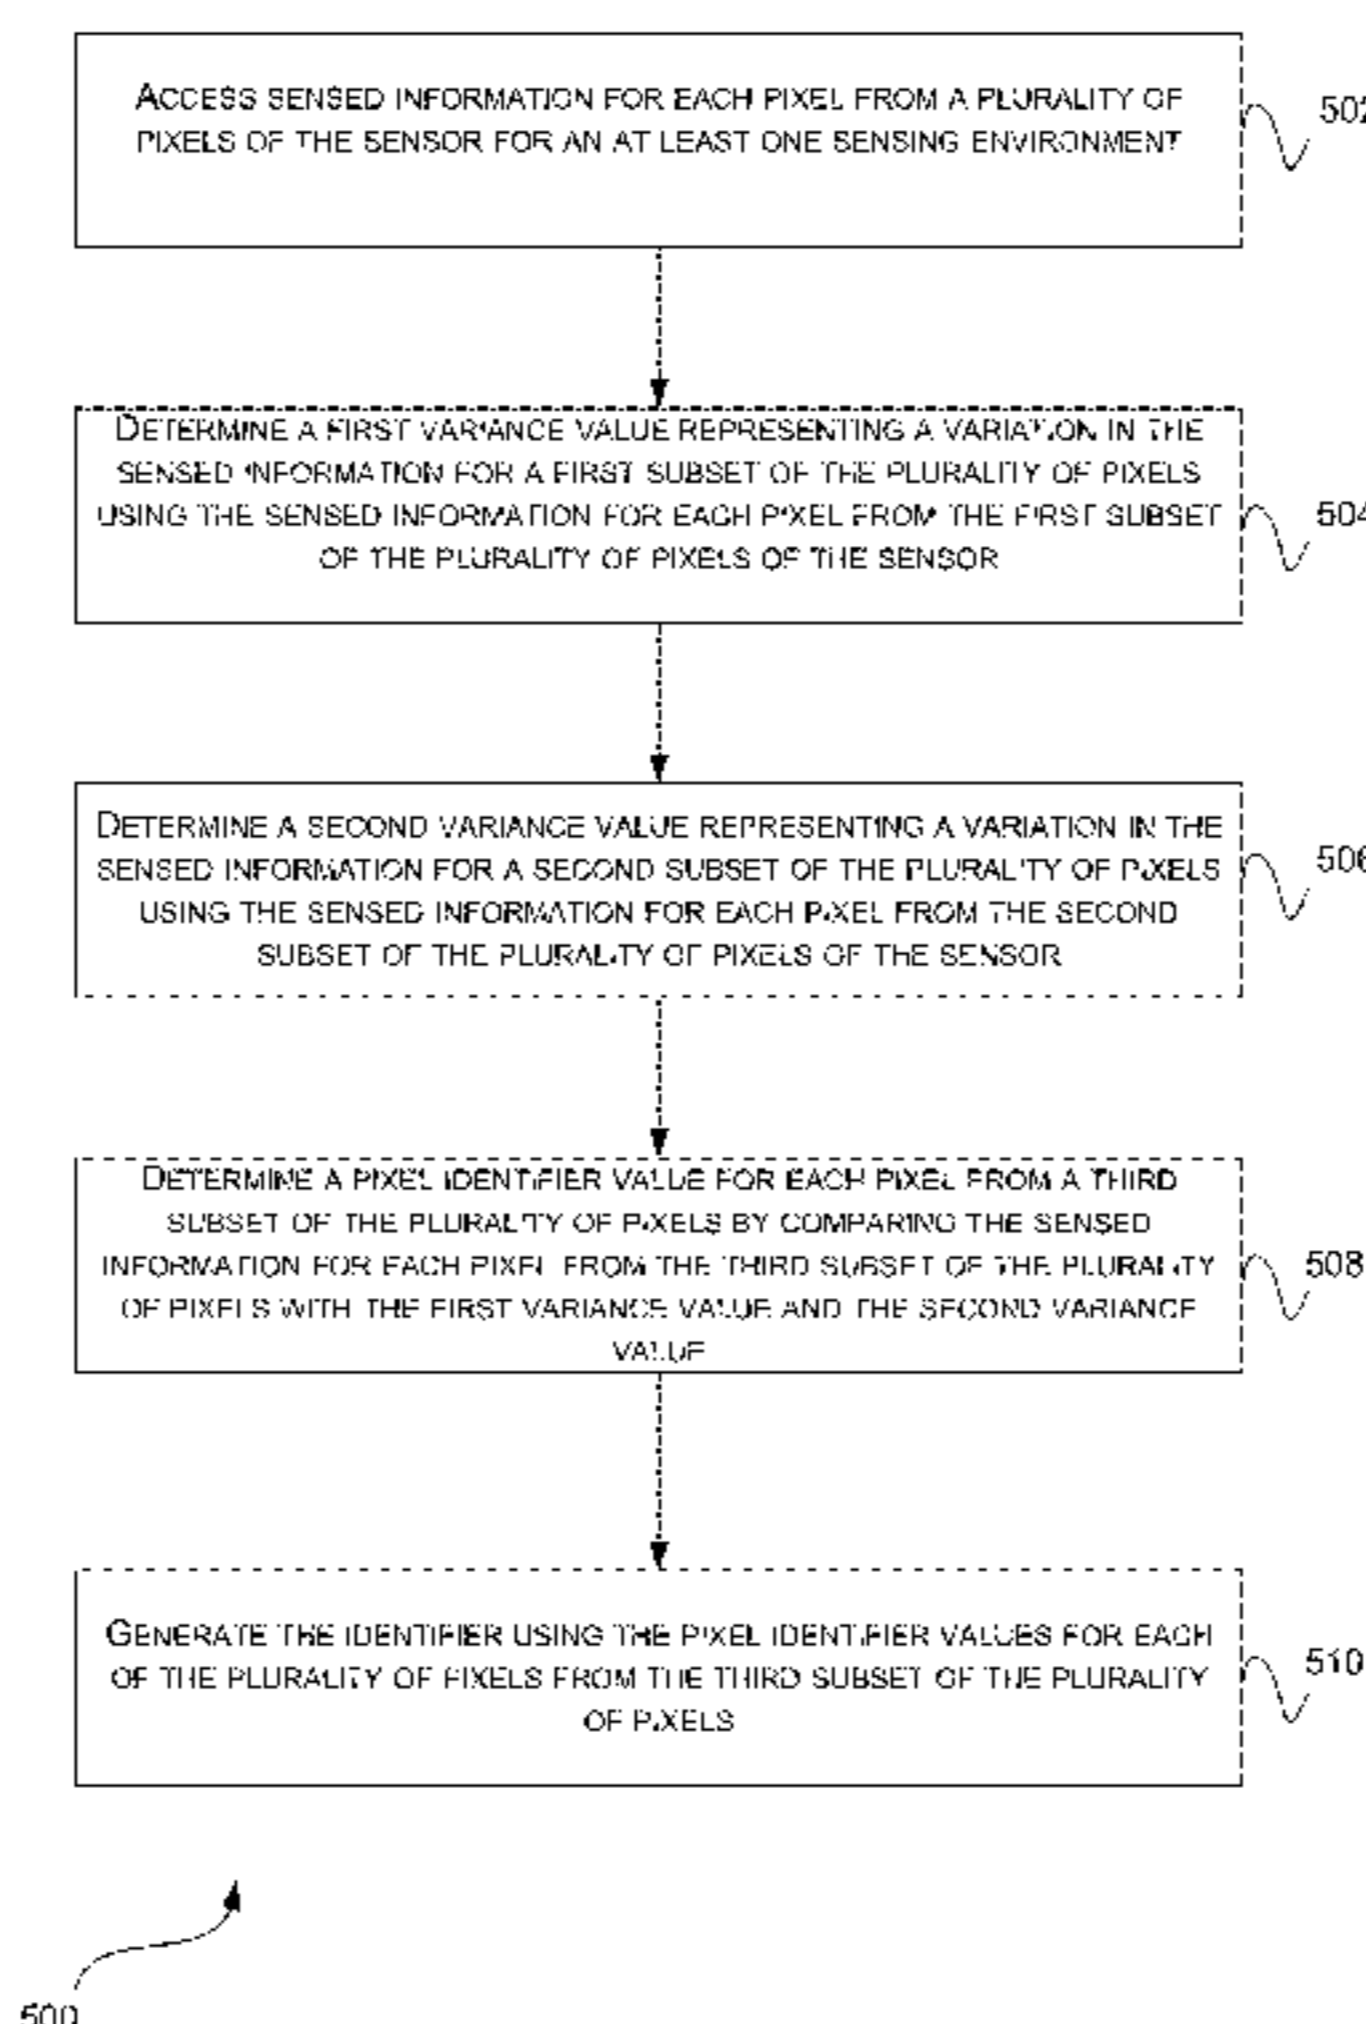 ACCESS SENSED INFORMATION FOR EACH PIXEL FROM A PLURALITY OF
PIXELS OF THE SENSOR FOR AN AT LEAST ONE SENSING ENVIRONMENT
502
DETERMINE A FIRST VARIANCE VALUE REPRESENTING A VARIATION IN THE
SENSED INFORMATION FOR A FIRST SUBSET OF THE PLURALITY OF PIXELS
USING THE SENSED INFORMATION FOR EACH PIXEL FROM THE FIRST SUBSET
OF THE PLURALITY OF PIXELS OF THE SENSOR
504
DETERMINE A SECOND VARIANCE VALUE REPRESENTING A VARIATION IN THE
SENSED INFORMATION FOR A SECOND SUBSET OF THE PLURALITY OF PIXELS
USING THE SENSED INFORMATION FOR EACH PIXEL FROM THE SECOND
SUBSET OF THE PLURALITY OF PIXELS OF THE SENSOR
506
DETERMINE A PIXEL IDENTIFIER VALUE FOR EACH PIXEL FROM A THIRD
SUBSET OF THE PLURALITY OF PIXELS BY COMPARING THE SENSED
INFORMATION FOR EACH PIXEL FROM THE THIRD SUBSET OF THE PLURALITY
OF PIXELS WITH THE FIRST VARIANCE VALUE AND THE SECOND VARIANCE
VALUE
508
GENERATE THE IDENTIFIER USING THE PIXEL IDENTIFIER VALUES FOR EACH
OF THE PLURALITY OF PIXELS FROM THE THIRD SUBSET OF THE PLURALITY
OF PIXELS
510
500